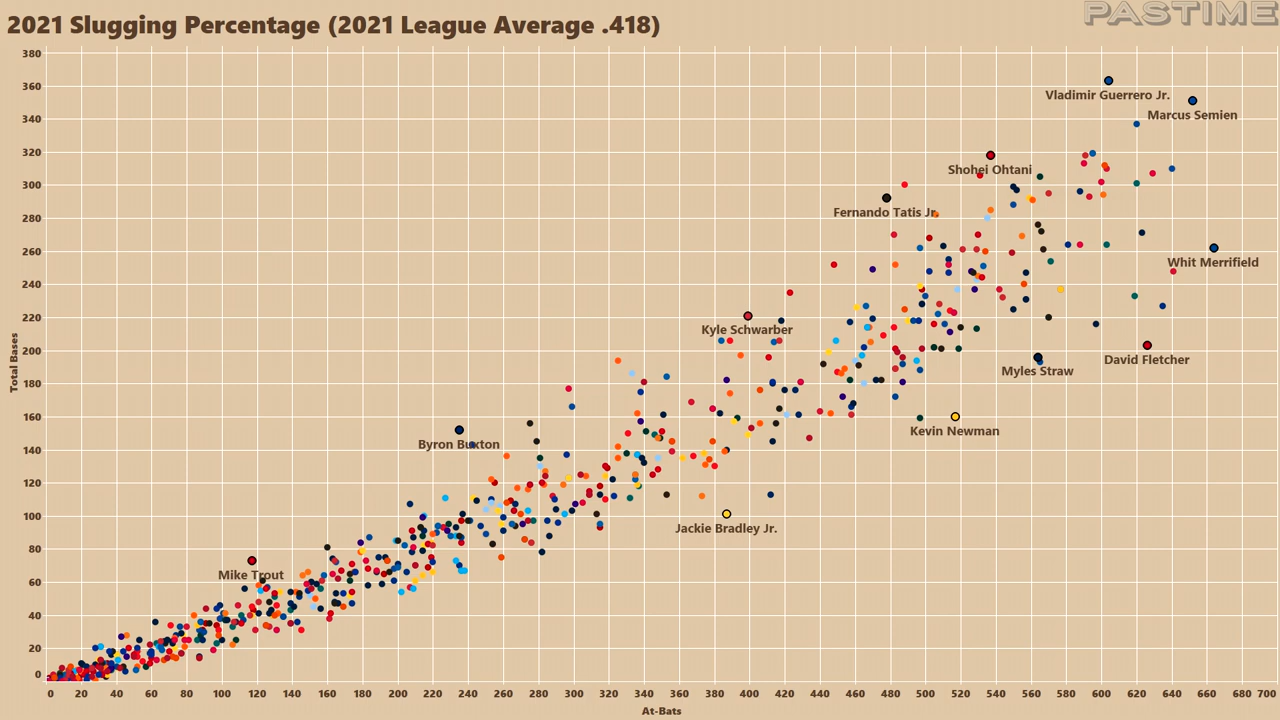 2021 Slugging Percentage (2021 League Average .418)
PASTIME
380
360
340
320
300
280
260
240
220
200
180
160
140
120
100
80
60
40
20
0
Total Bases
Vladimir Guerrero Jr.
Marcus Semien
Shohei Ohtani
Fernando Tatis Jr.
Whit Merrifield
Kyle Schwarber
David Fletcher
Myles Straw
Kevin Newman
Byron Buxton
Jackie Bradley Jr.
Mike Trout
0 20 40 60 80 100 120 140 160 180 200 220 240 260 280 300 320 340 360 380 400 420 440 460 480 500 520 540 560 580 600 620 640 660 680 700
At-Bats